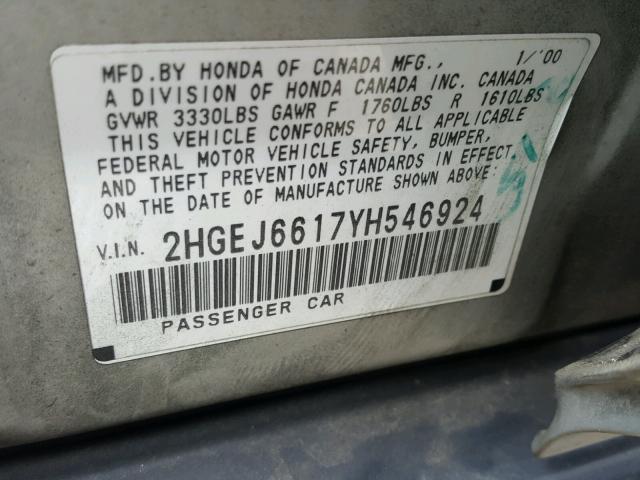 MFD. BY HONDA OF CANADA MFG., 1/'00
A DIVISION OF HONDA CANADA INC. CANADA
GVWR 3330LBS GAWR F 1760LBS R 1610LBS
THIS VEHICLE CONFORMS TO ALL APPLICABLE
FEDERAL MOTOR VEHICLE SAFETY, BUMPER,
AND THEFT PREVENTION STANDARDS IN EFFECT
ON THE DATE OF MANUFACTURE SHOWN ABOVE:
V.I.N. 2HGEJ6617YH546924
PASSENGER CAR